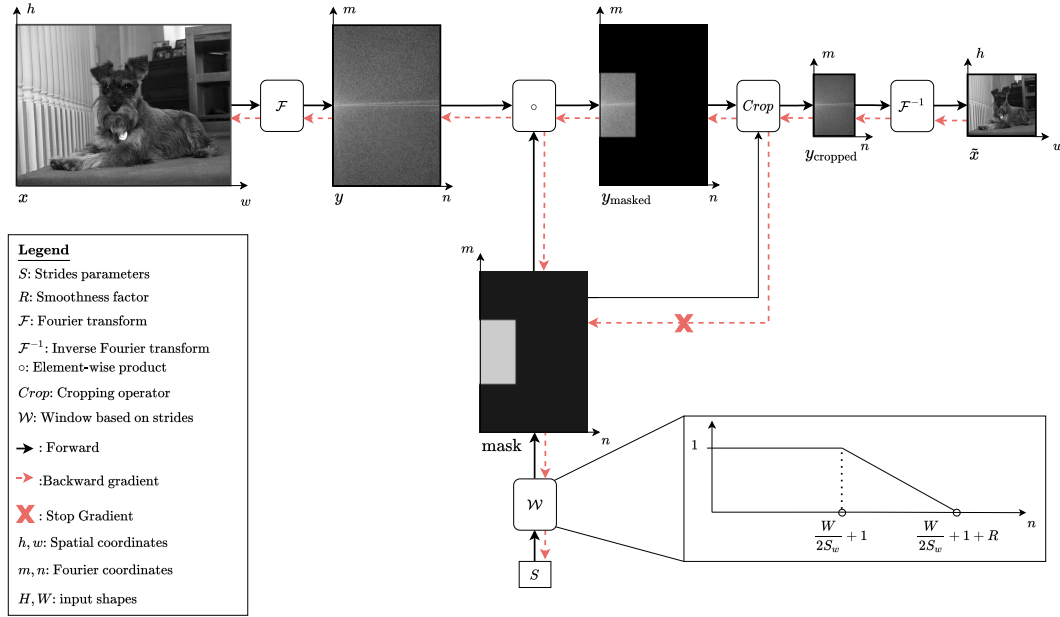 h
m
m
m
h
ℱ
∘
Crop
ℱ⁻¹
n
y_cropped
x̃
w
x
w
y
n
y_masked
n
m
Legend
S: Strides parameters
R: Smoothness factor
ℱ: Fourier transform
ℱ⁻¹: Inverse Fourier transform
∘: Element-wise product
Crop: Cropping operator
𝒲: Window based on strides
: Forward
:Backward gradient
: Stop Gradient
h, w: Spatial coordinates
m, n: Fourier coordinates
H, W: input shapes
mask
n
𝒲
S
1
n
W/2S_w + 1
W/2S_w + 1 + R